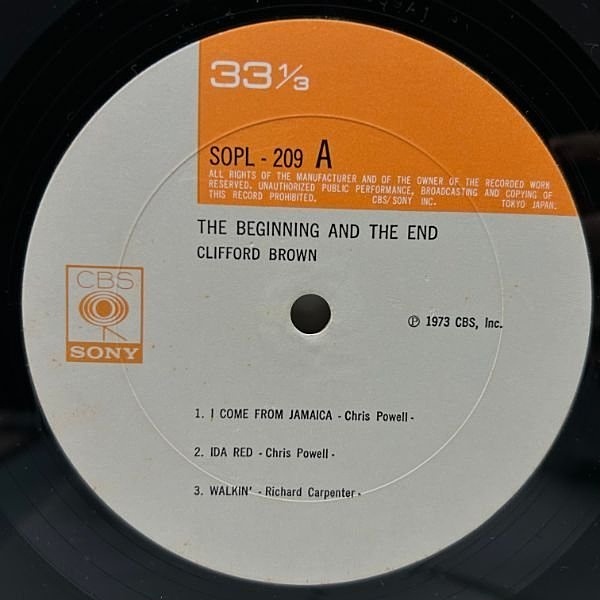 33 1/3
SOPL - 209 A
ALL RIGHTS OF THE MANUFACTURER AND OF THE OWNER OF THE RECORDED WORK
RESERVED. UNAUTHORIZED PUBLIC PERFORMANCE, BROADCASTING AND COPYING OF
THIS RECORD PROHIBITED. CBS/SONY INC. TOKYO JAPAN.
THE BEGINNING AND THE END
CLIFFORD BROWN
CBS
SONY
℗ 1973 CBS, Inc.
1. I COME FROM JAMAICA - Chris Powell -
2. IDA RED - Chris Powell -
3. WALKIN' - Richard Carpenter -